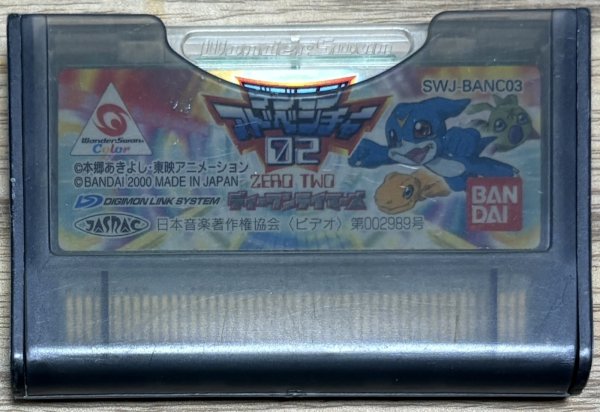 WonderSwan
SWJ-BANC03
デジモン
アドベンチャー
02
ZERO TWO
ディーワンテイマーズ
WonderSwan
Color
©本郷あきよし・東映アニメーション
©BANDAI 2000 MADE IN JAPAN
DIGIMON LINK SYSTEM
JASRAC
日本音楽著作権協会〈ビデオ〉第002989号
BAN
DAI